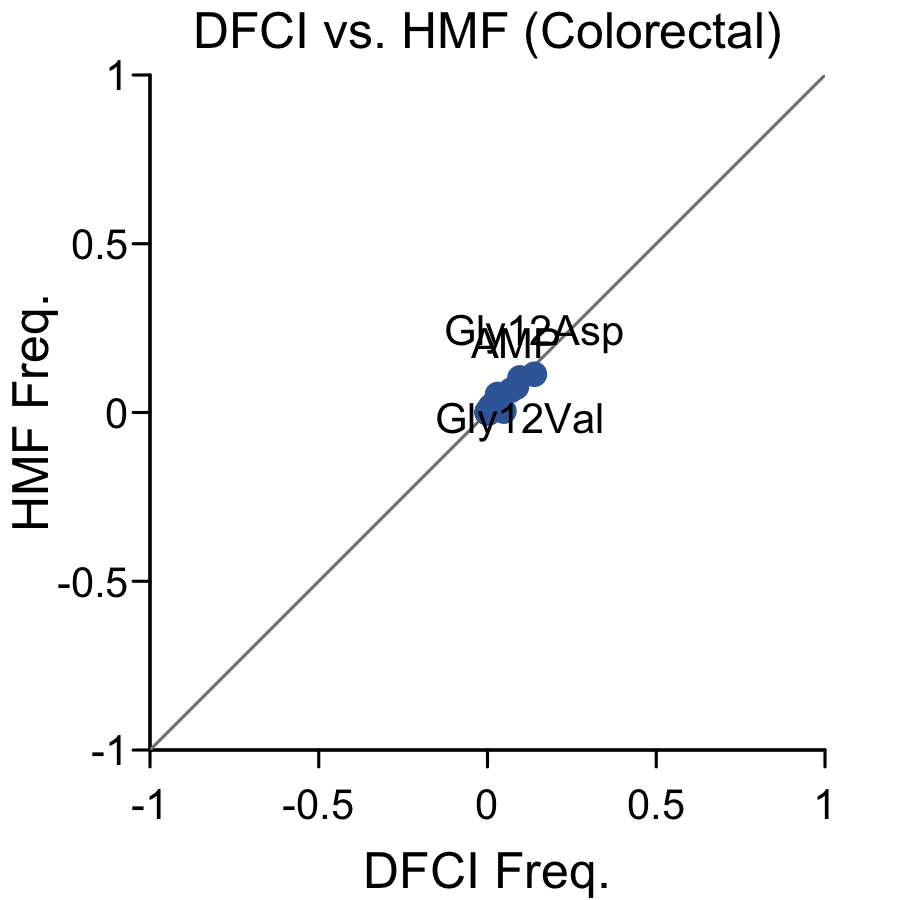 DFCI vs. HMF (Colorectal)
1
0.5
0
-0.5
-1
HMF Freq.
Gly12Asp
AMP
Gly12Val
-1
-0.5
0
0.5
1
DFCI Freq.